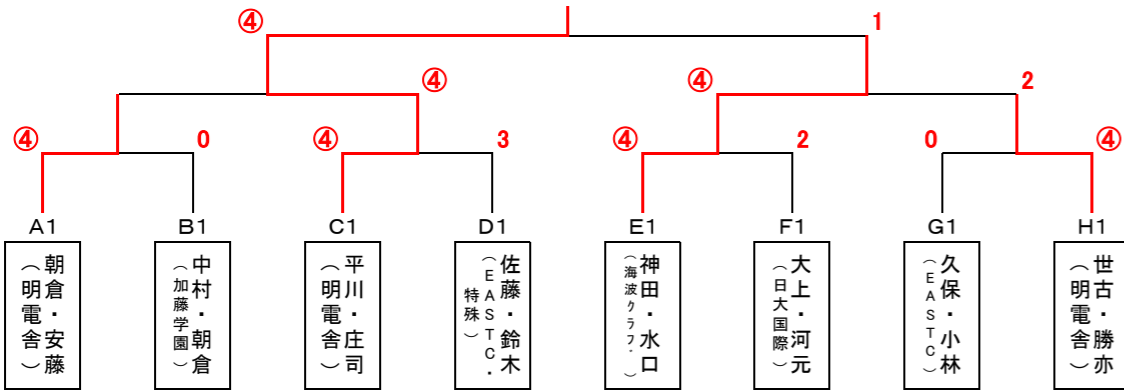 ④ 1
④ ④ 2
④ 0 ④ 3 ④ 2 0 ④
A1 B1 C1 D1 E1 F1 G1 H1
朝倉・安藤
（明電舎）
中村・朝倉
（加藤学園）
平川・庄司
（明電舎）
佐藤・鈴木
（EASTC・
特殊）
神田・水口
（海波クラブ）
大上・河元
（日大国際）
久保・小林
（EASTC）
世古・勝亦
（明電舎）